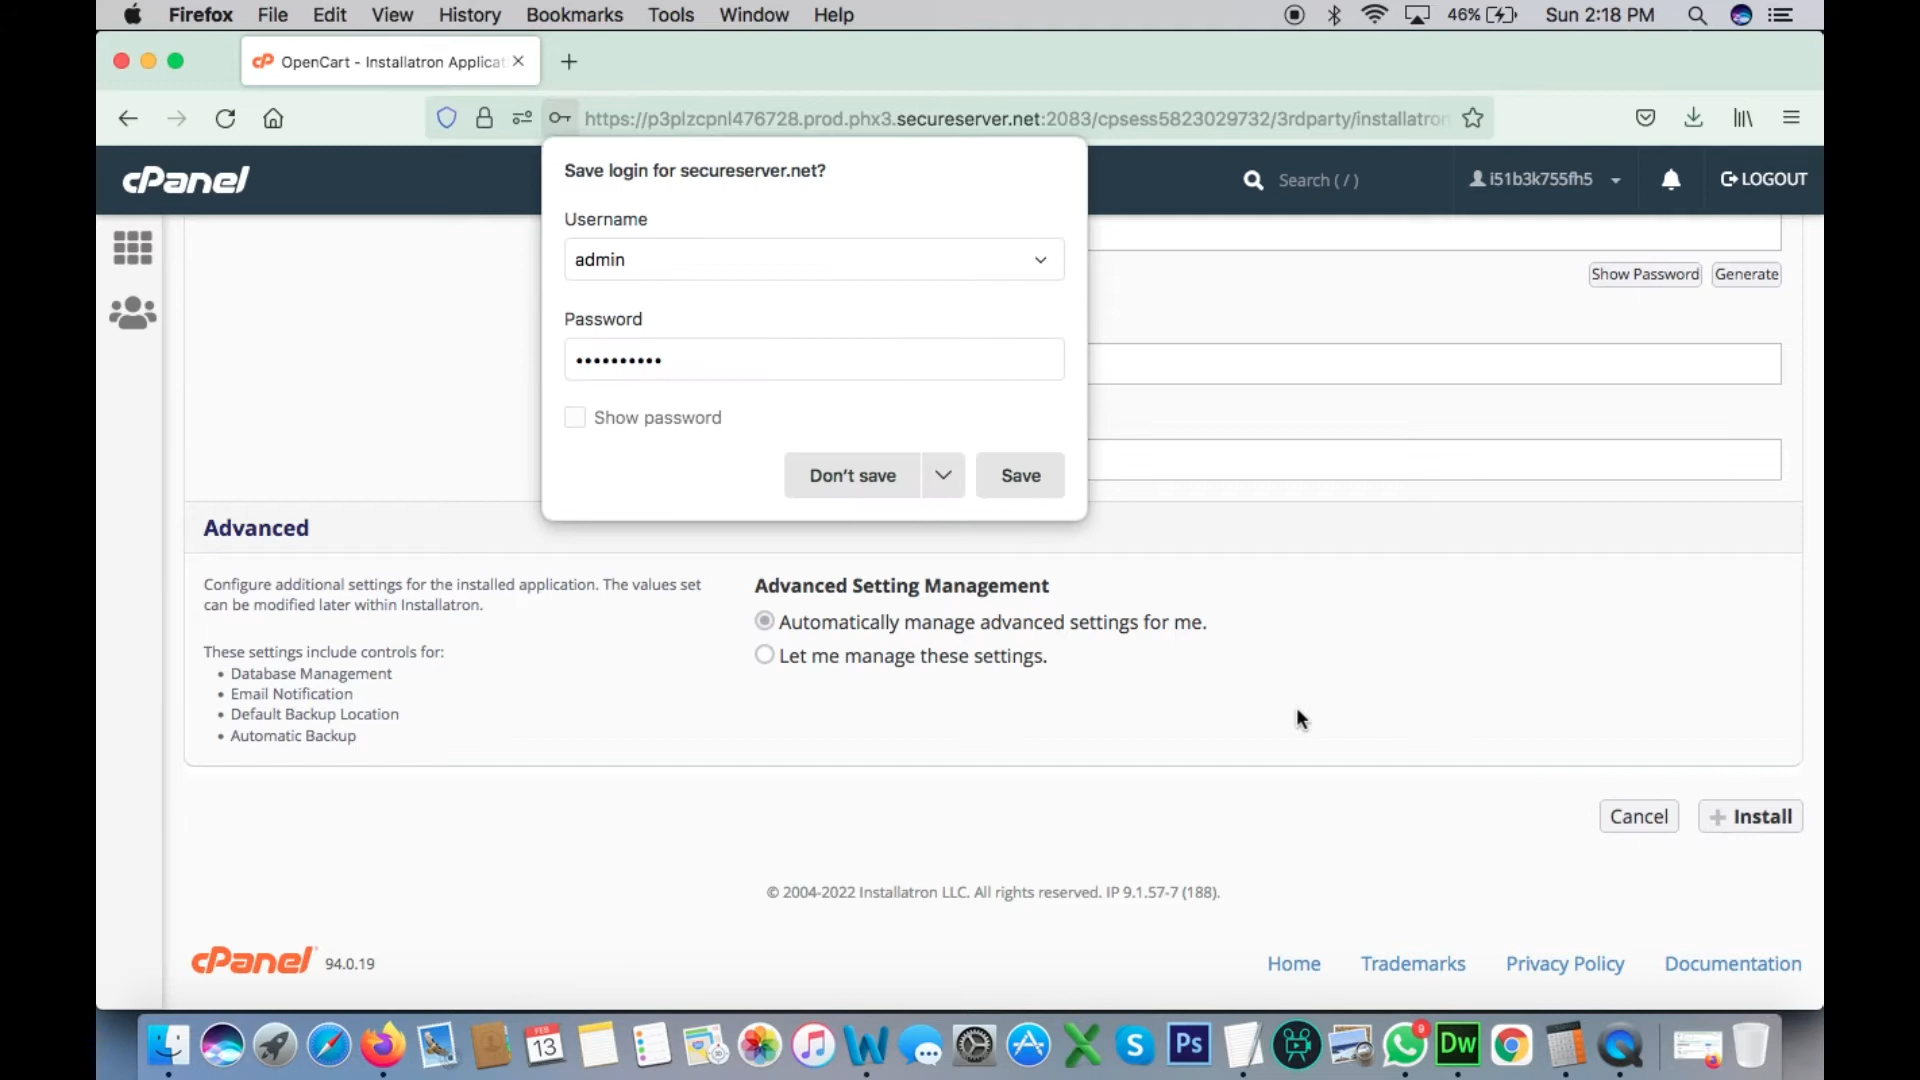 Firefox File Edit View History Bookmarks Tools Window Help 46% Sun 2:18 PM
OpenCart - Installatron Applicat
https://p3plzcpnl476728.prod.phx3.secureserver.net:2083/cpsess5823029732/3rdparty/installatron
cPanel Search ( / ) i51b3k755fh5 LOGOUT
Save login for secureserver.net?
Username
admin
Show Password Generate
Password
••••••••••
Show password
Don't save Save
Advanced
Configure additional settings for the installed application. The values set
can be modified later within Installatron.
These settings include controls for:
• Database Management
• Email Notification
• Default Backup Location
• Automatic Backup
Advanced Setting Management
Automatically manage advanced settings for me.
Let me manage these settings.
Cancel + Install
© 2004-2022 Installatron LLC. All rights reserved. IP 9.1.57-7 (188).
cPanel 94.0.19 Home Trademarks Privacy Policy Documentation
FEB
13
W
X
S
Ps
9
Dw